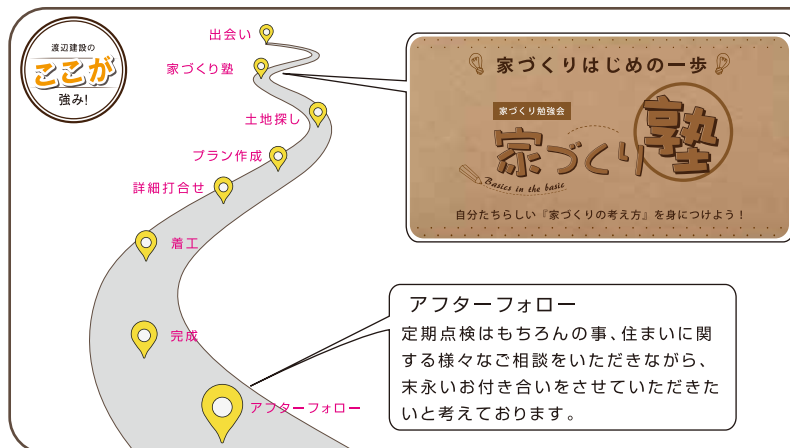 渡辺建設の
ここが
強み!
出会い
家づくり塾
土地探し
プラン作成
詳細打合せ
着工
完成
アフターフォロー
家づくりはじめの一歩
家づくり勉強会
家づくり塾
Basics in the basic
自分たちらしい『家づくりの考え方』を身につけよう！
アフターフォロー
定期点検はもちろんの事、住まいに関
する様々なご相談をいただきながら、
末永いお付き合いをさせていただきた
いと考えております。